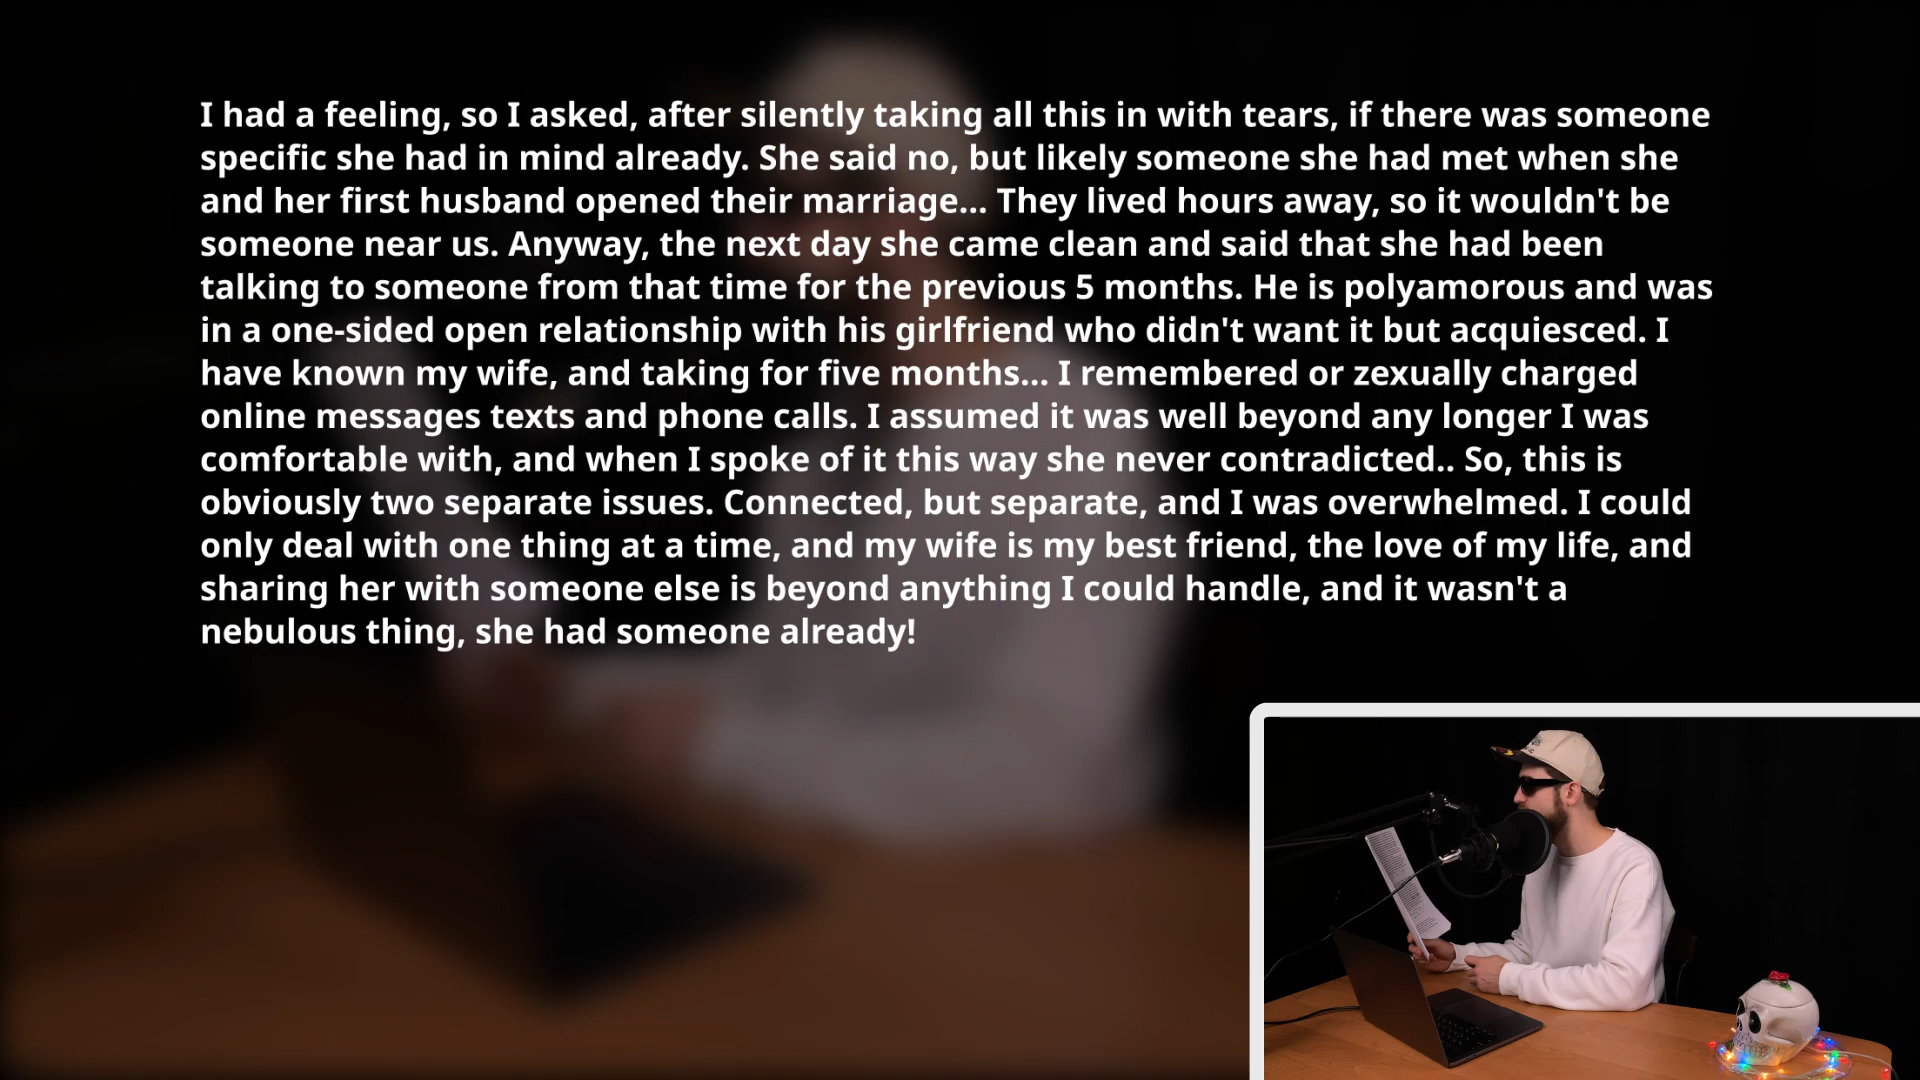 I had a feeling, so I asked, after silently taking all this in with tears, if there was someone
specific she had in mind already. She said no, but likely someone she had met when she
and her first husband opened their marriage... They lived hours away, so it wouldn't be
someone near us. Anyway, the next day she came clean and said that she had been
talking to someone from that time for the previous 5 months. He is polyamorous and was
in a one-sided open relationship with his girlfriend who didn't want it but acquiesced. I
have known my wife, and taking for five months... I remembered or zexually charged
online messages texts and phone calls. I assumed it was well beyond any longer I was
comfortable with, and when I spoke of it this way she never contradicted.. So, this is
obviously two separate issues. Connected, but separate, and I was overwhelmed. I could
only deal with one thing at a time, and my wife is my best friend, the love of my life, and
sharing her with someone else is beyond anything I could handle, and it wasn't a
nebulous thing, she had someone already!